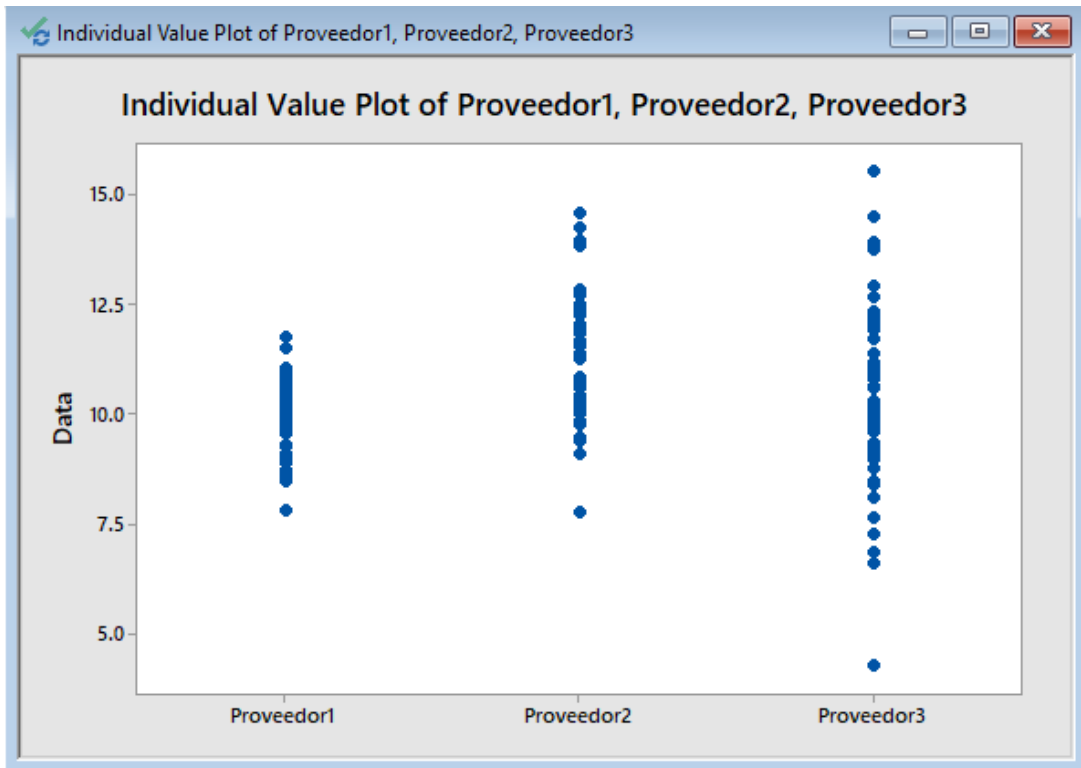 Individual Value Plot of Proveedor1, Proveedor2, Proveedor3
Individual Value Plot of Proveedor1, Proveedor2, Proveedor3
15.0
12.5
10.0
7.5
5.0
Data
Proveedor1
Proveedor2
Proveedor3